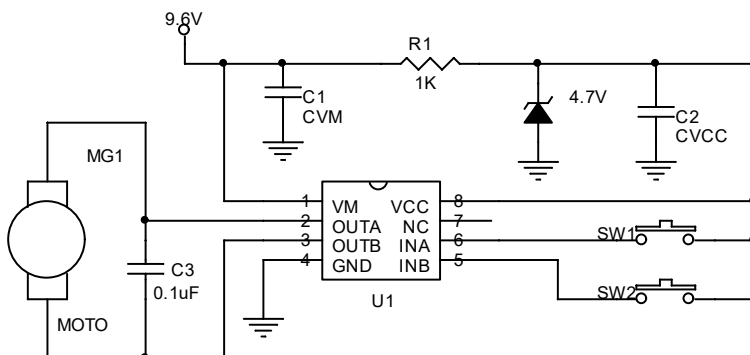 9.6V
R1
1K
C1
CVM
4.7V
C2
CVCC
MG1
1 VM VCC 8
2 OUTA NC 7
3 OUTB INA 6
4 GND INB 5
U1
SW1
SW2
C3
0.1uF
MOTO